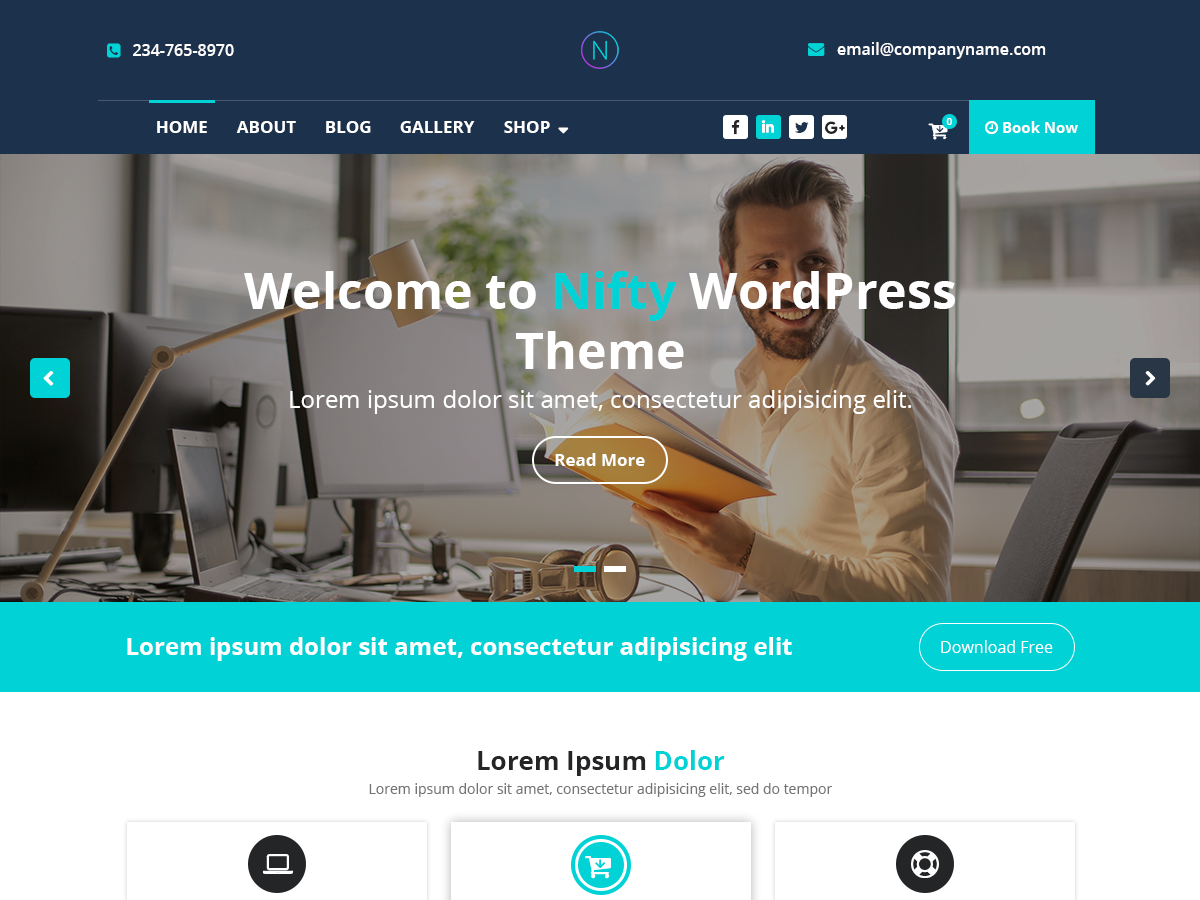 234-765-8970
N
email@companyname.com
HOME ABOUT BLOG GALLERY SHOP
0
Book Now
Welcome to Nifty WordPress
Theme
Lorem ipsum dolor sit amet, consectetur adipisicing elit.
Read More
Lorem ipsum dolor sit amet, consectetur adipisicing elit
Download Free
Lorem Ipsum Dolor
Lorem ipsum dolor sit amet, consectetur adipisicing elit, sed do tempor